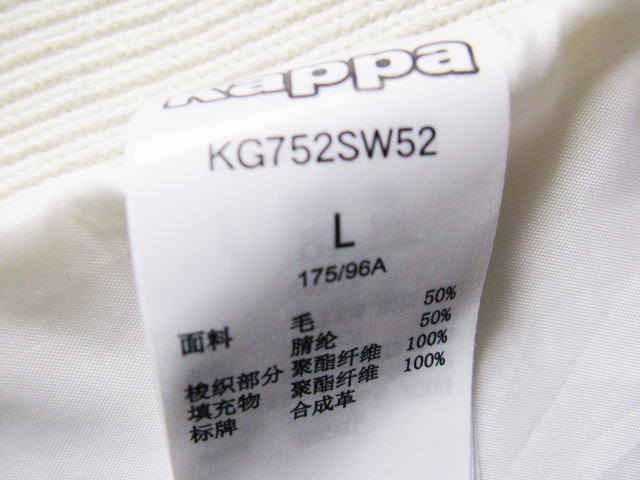 Kappa
KG752SW52
L
175/96A
面料 毛 50%
腈纶 50%
梭织部分 聚酯纤维 100%
填充物 聚酯纤维 100%
标牌 合成革